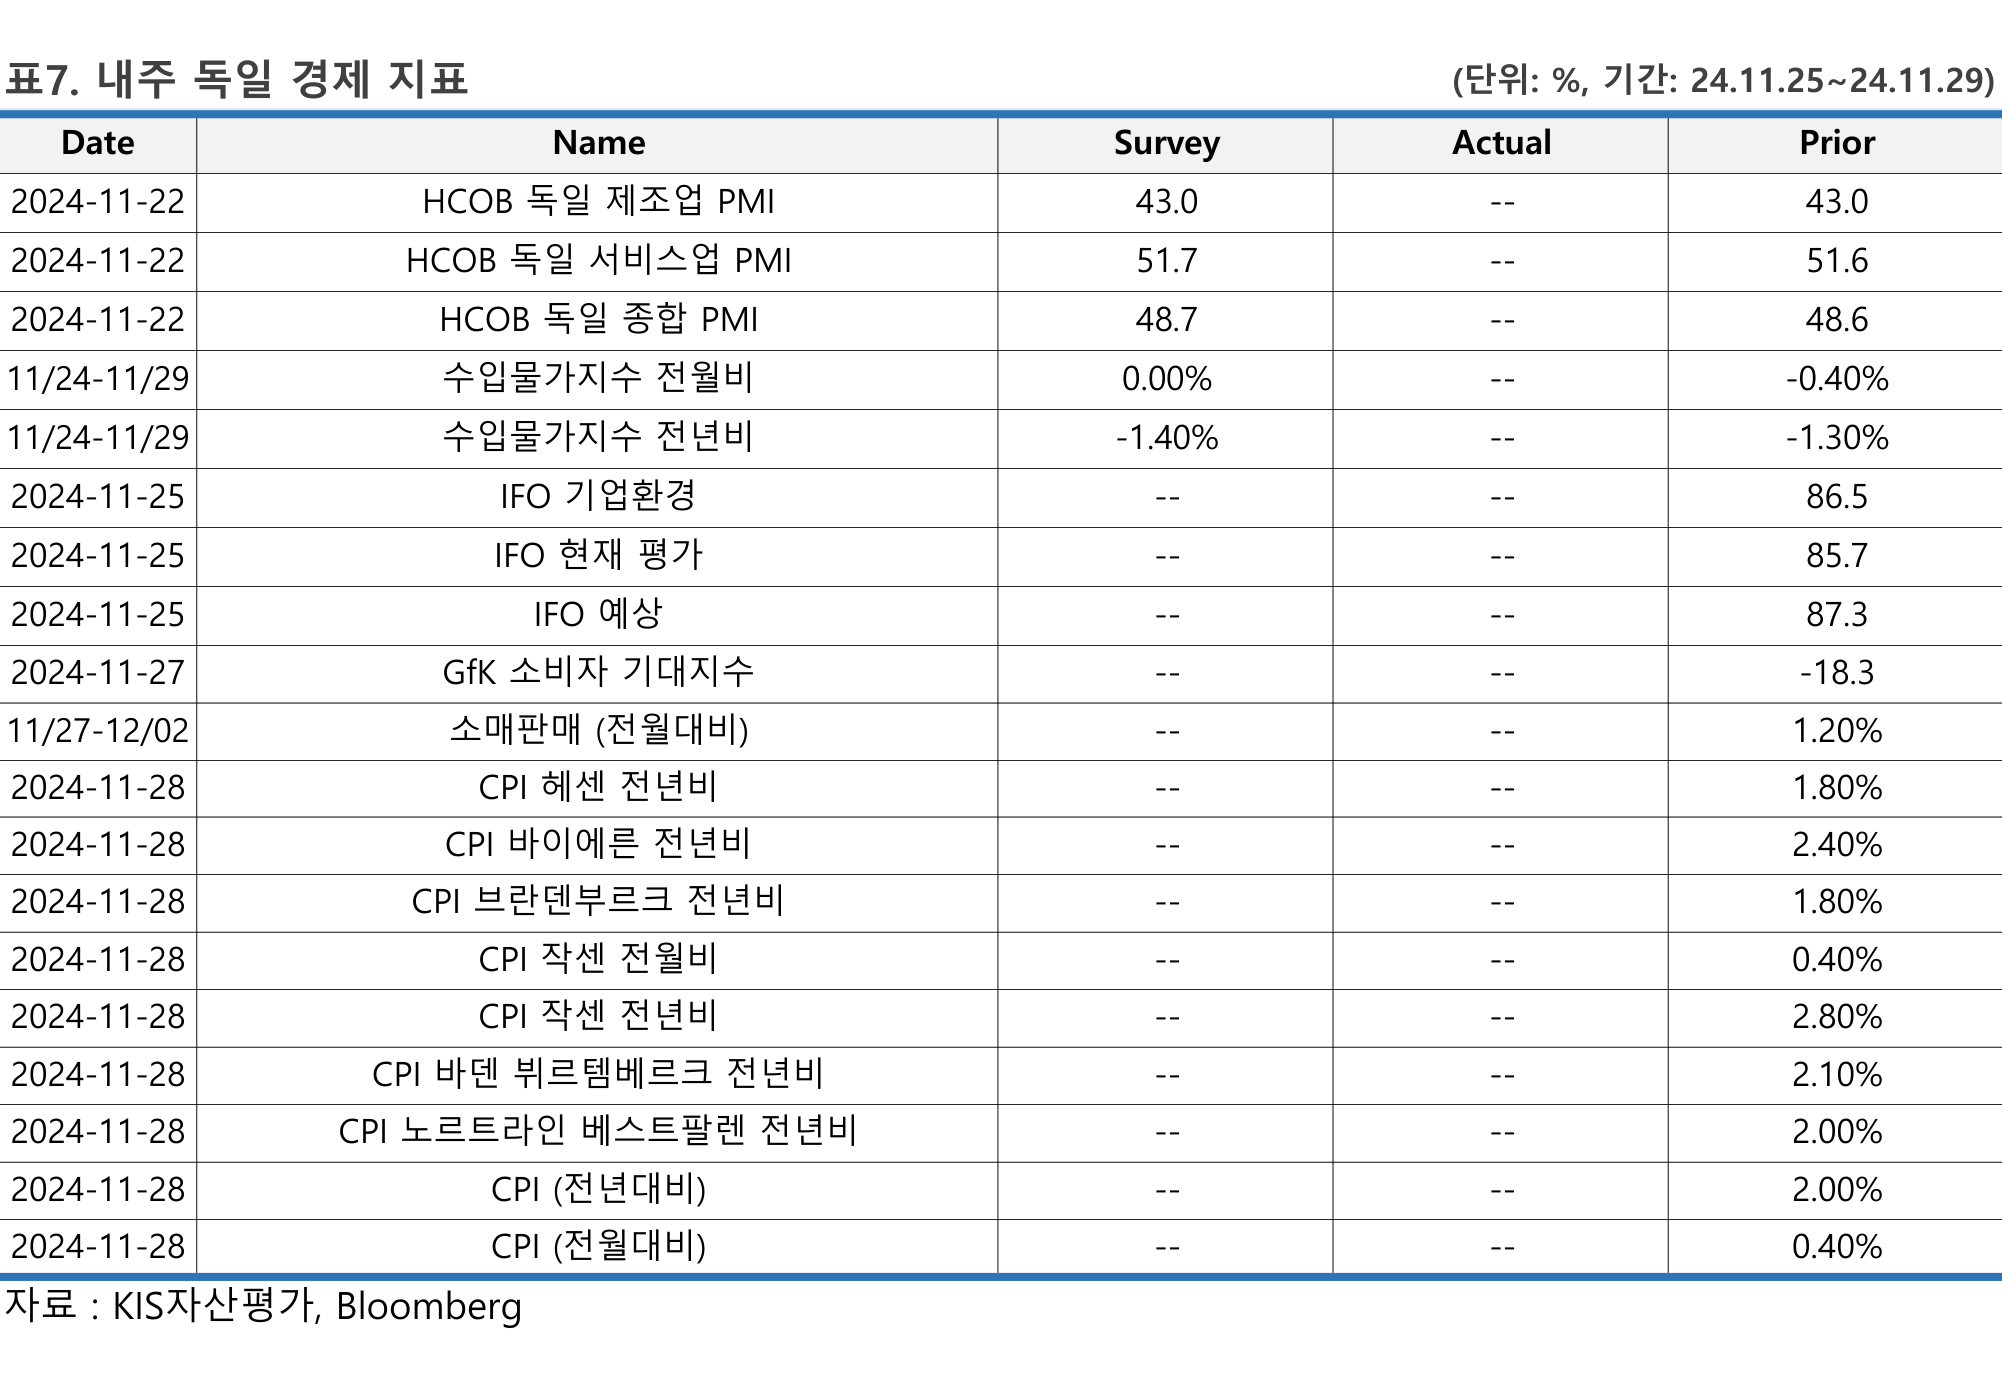 표7. 내주 독일 경제 지표 (단위: %, 기간: 24.11.25~24.11.29)
Date Name Survey Actual Prior
2024-11-22 HCOB 독일 제조업 PMI 43.0 -- 43.0
2024-11-22 HCOB 독일 서비스업 PMI 51.7 -- 51.6
2024-11-22 HCOB 독일 종합 PMI 48.7 -- 48.6
11/24-11/29 수입물가지수 전월비 0.00% -- -0.40%
11/24-11/29 수입물가지수 전년비 -1.40% -- -1.30%
2024-11-25 IFO 기업환경 -- -- 86.5
2024-11-25 IFO 현재 평가 -- -- 85.7
2024-11-25 IFO 예상 -- -- 87.3
2024-11-27 GfK 소비자 기대지수 -- -- -18.3
11/27-12/02 소매판매 (전월대비) -- -- 1.20%
2024-11-28 CPI 헤센 전년비 -- -- 1.80%
2024-11-28 CPI 바이에른 전년비 -- -- 2.40%
2024-11-28 CPI 브란덴부르크 전년비 -- -- 1.80%
2024-11-28 CPI 작센 전월비 -- -- 0.40%
2024-11-28 CPI 작센 전년비 -- -- 2.80%
2024-11-28 CPI 바덴 뷔르템베르크 전년비 -- -- 2.10%
2024-11-28 CPI 노르트라인 베스트팔렌 전년비 -- -- 2.00%
2024-11-28 CPI (전년대비) -- -- 2.00%
2024-11-28 CPI (전월대비) -- -- 0.40%
자료 : KIS자산평가, Bloomberg